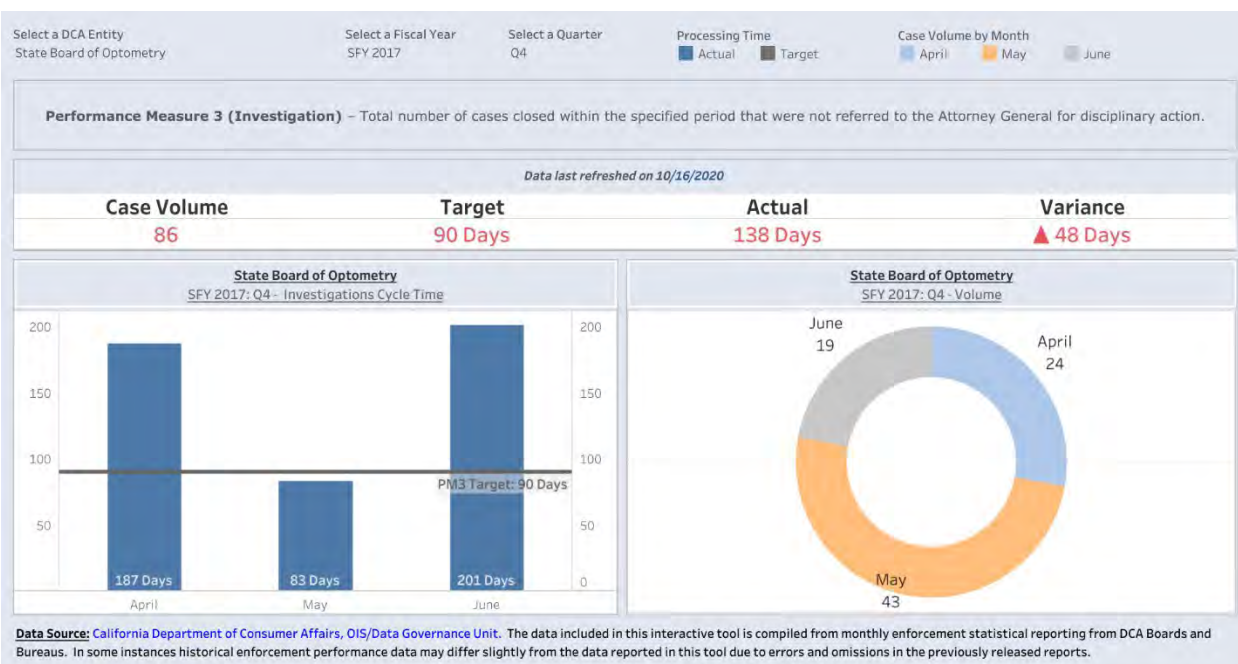 Select a DCA Entity
State Board of Optometry
Select a Fiscal Year
SFY 2017
Select a Quarter
Q4
Processing Time
Actual
Target
Case Volume by Month
April
May
June
Performance Measure 3 (Investigation) – Total number of cases closed within the specified period that were not referred to the Attorney General for disciplinary action.
Data last refreshed on 10/16/2020
Case Volume
86
Target
90 Days
Actual
138 Days
Variance
▲ 48 Days
State Board of Optometry
SFY 2017: Q4 - Investigations Cycle Time
200
150
100
50
187 Days
83 Days
201 Days
PM3 Target: 90 Days
200
150
100
50
0
April
May
June
State Board of Optometry
SFY 2017: Q4 - Volume
June
19
April
24
May
43
Data Source: California Department of Consumer Affairs, OIS/Data Governance Unit. The data included in this interactive tool is compiled from monthly enforcement statistical reporting from DCA Boards and
Bureaus. In some instances historical enforcement performance data may differ slightly from the data reported in this tool due to errors and omissions in the previously released reports.